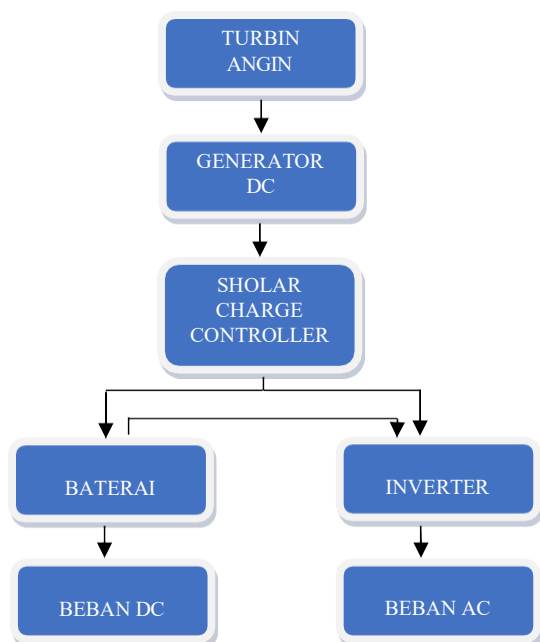 TURBIN
ANGIN
GENERATOR
DC
SHOLAR
CHARGE
CONTROLLER
BATERAI
INVERTER
BEBAN DC
BEBAN AC